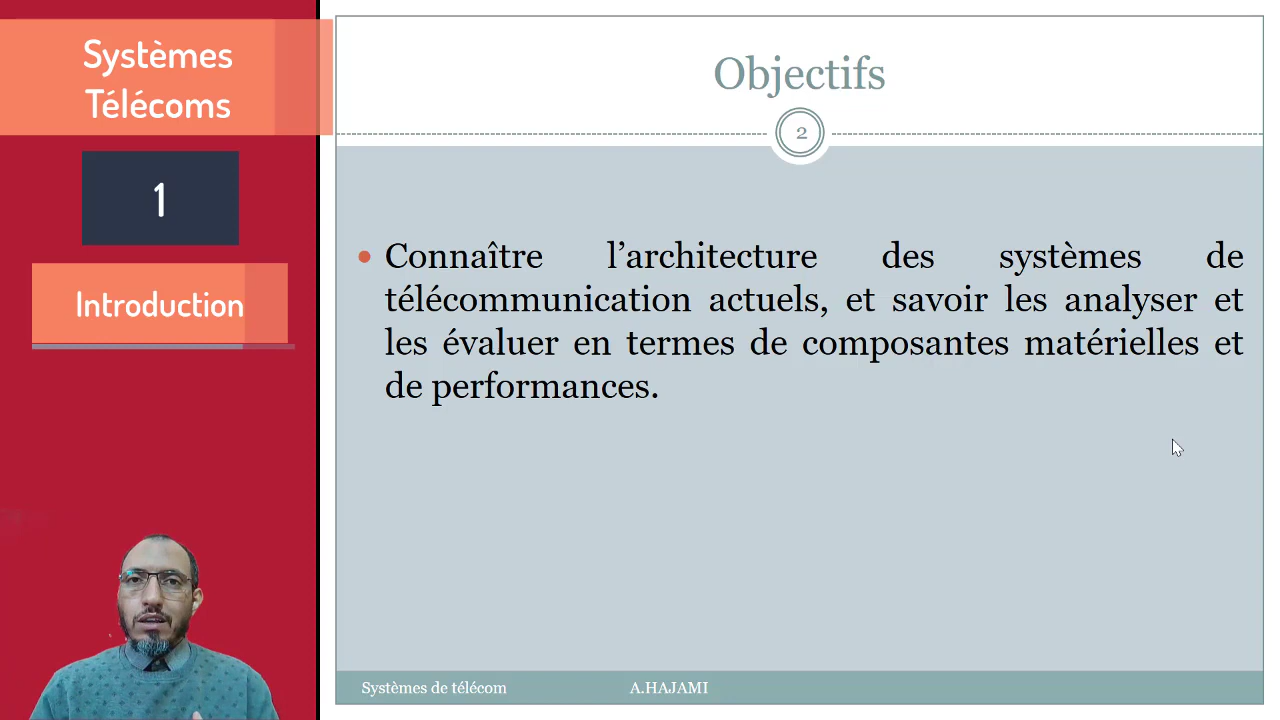 Systèmes
Télécoms
1
Introduction
Objectifs
2
• Connaître l’architecture des systèmes de
télécommunication actuels, et savoir les analyser et
les évaluer en termes de composantes matérielles et
de performances.
Systèmes de télécom A.HAJAMI